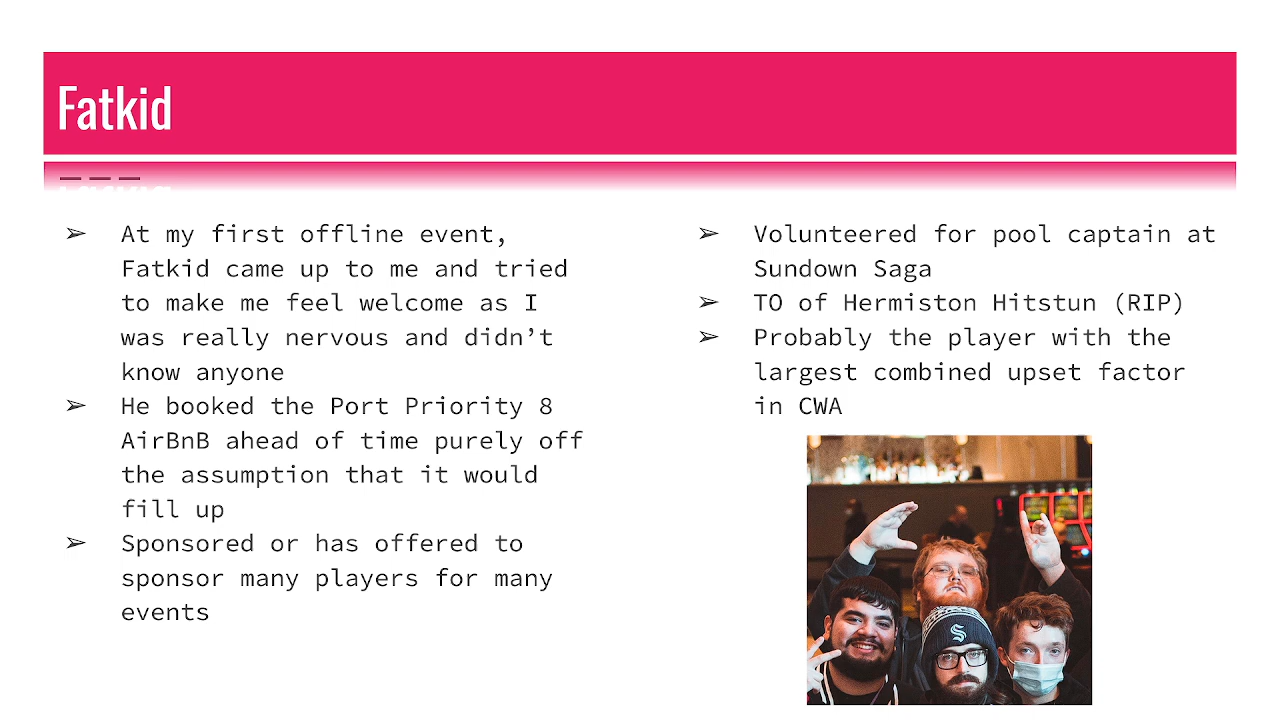 Fatkid
➢ At my first offline event,
Fatkid came up to me and tried
to make me feel welcome as I
was really nervous and didn’t
know anyone
➢ He booked the Port Priority 8
AirBnB ahead of time purely off
the assumption that it would
fill up
➢ Sponsored or has offered to
sponsor many players for many
events
➢ Volunteered for pool captain at
Sundown Saga
➢ TO of Hermiston Hitstun (RIP)
➢ Probably the player with the
largest combined upset factor
in CWA